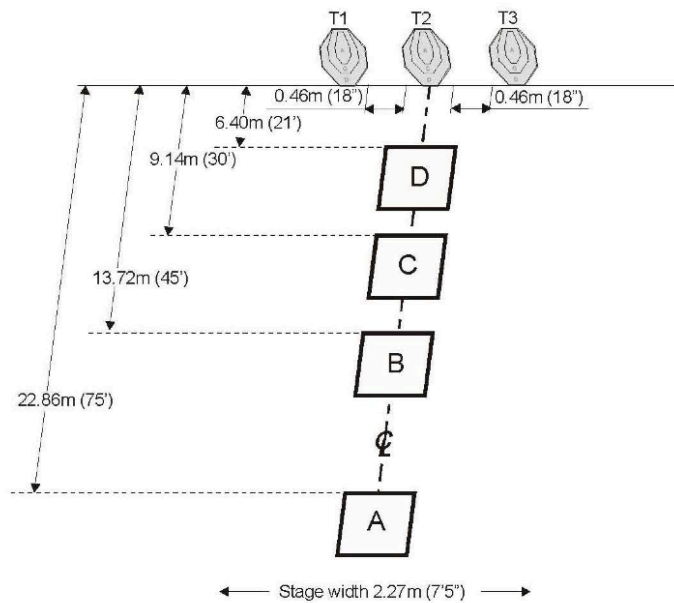 T1 T2 T3
0.46m (18")
0.46m (18")
6.40m (21')
9.14m (30')
D
C
13.72m (45')
B
22.86m (75')
℄
A
Stage width 2.27m (7'5")